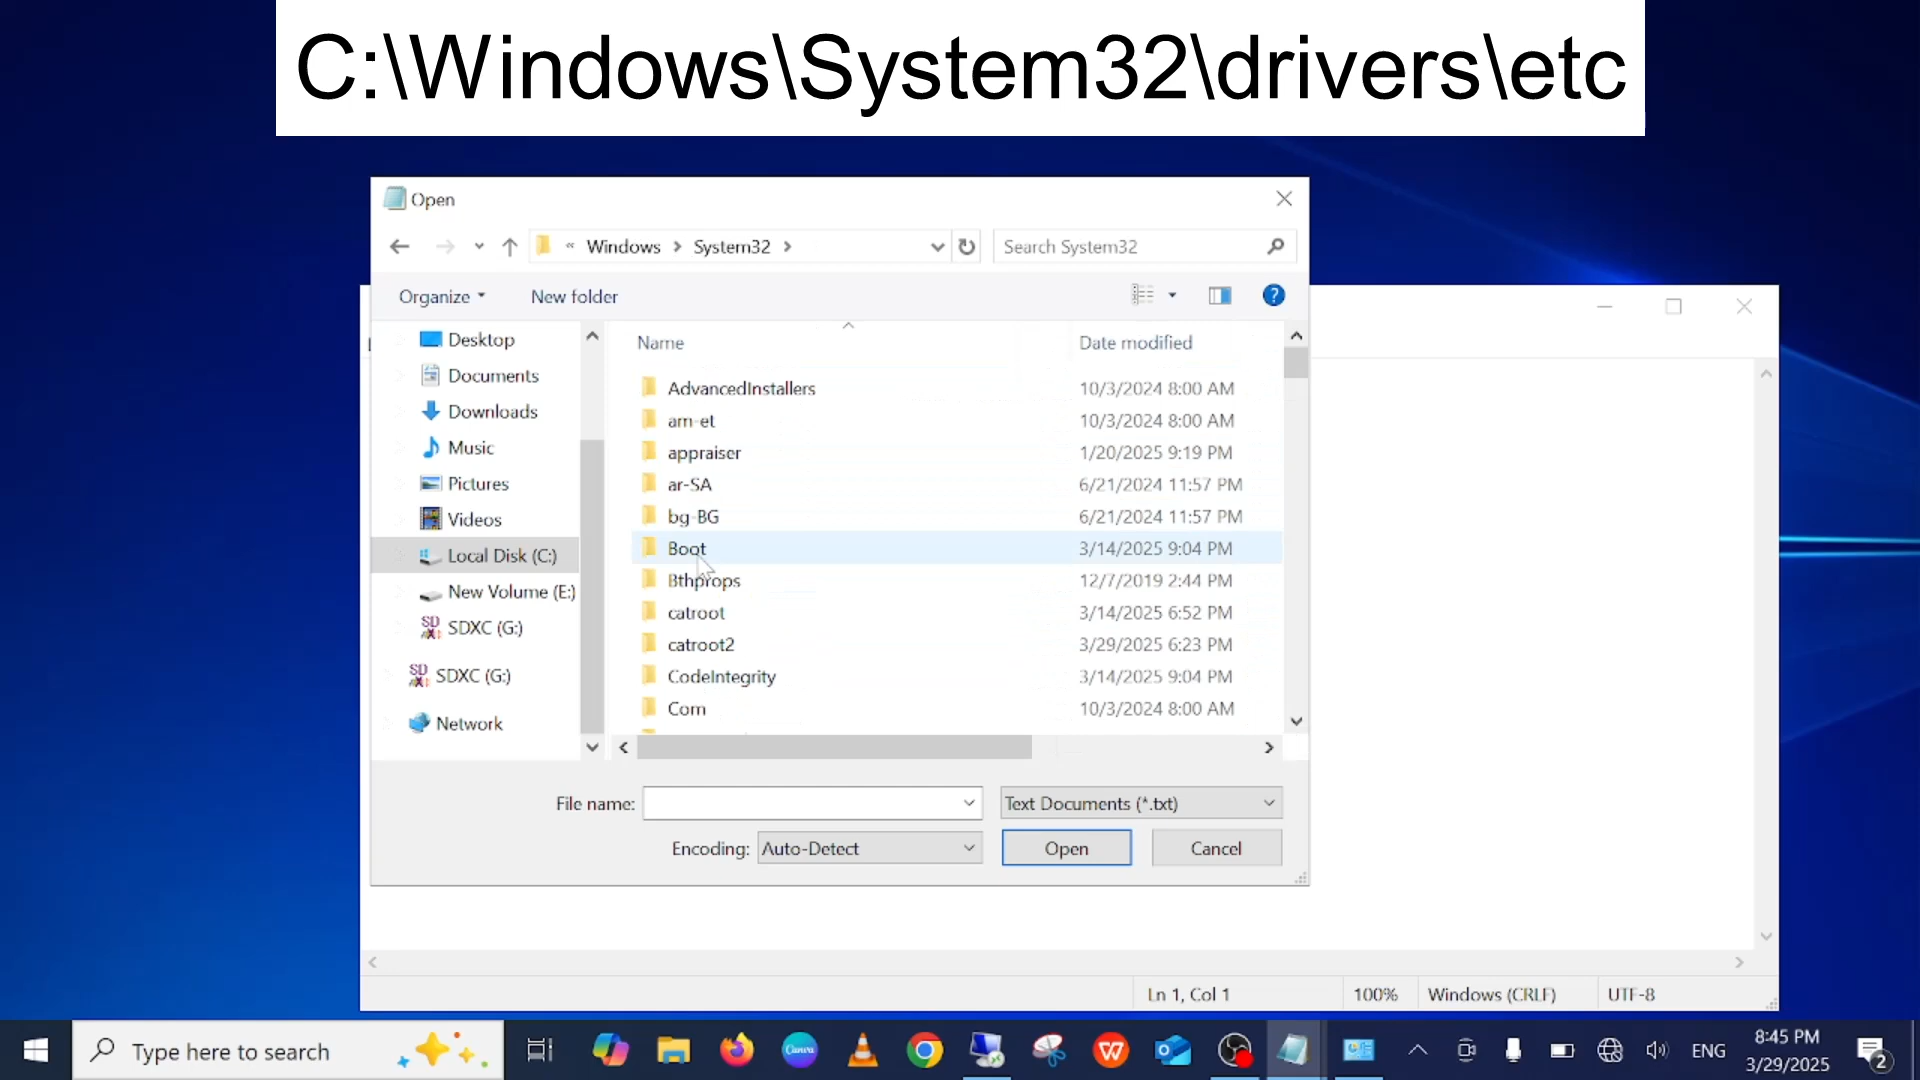 C:\Windows\System32\drivers\etc
Open
« Windows > System32 >
Search System32
Organize
New folder
?
Desktop
Documents
Downloads
Music
Pictures
Videos
Local Disk (C:)
New Volume (E:)
SDXC (G:)
SDXC (G:)
Network
Name Date modified
AdvancedInstallers 10/3/2024 8:00 AM
am-et 10/3/2024 8:00 AM
appraiser 1/20/2025 9:19 PM
ar-SA 6/21/2024 11:57 PM
bg-BG 6/21/2024 11:57 PM
Boot 3/14/2025 9:04 PM
Bthprops 12/7/2019 2:44 PM
catroot 3/14/2025 6:52 PM
catroot2 3/29/2025 6:23 PM
CodeIntegrity 3/14/2025 9:04 PM
Com 10/3/2024 8:00 AM
File name:
Text Documents (*.txt)
Encoding: Auto-Detect
Open
Cancel
Ln 1, Col 1
100%
Windows (CRLF)
UTF-8
Type here to search
Canva
W
ENG
8:45 PM
3/29/2025
2